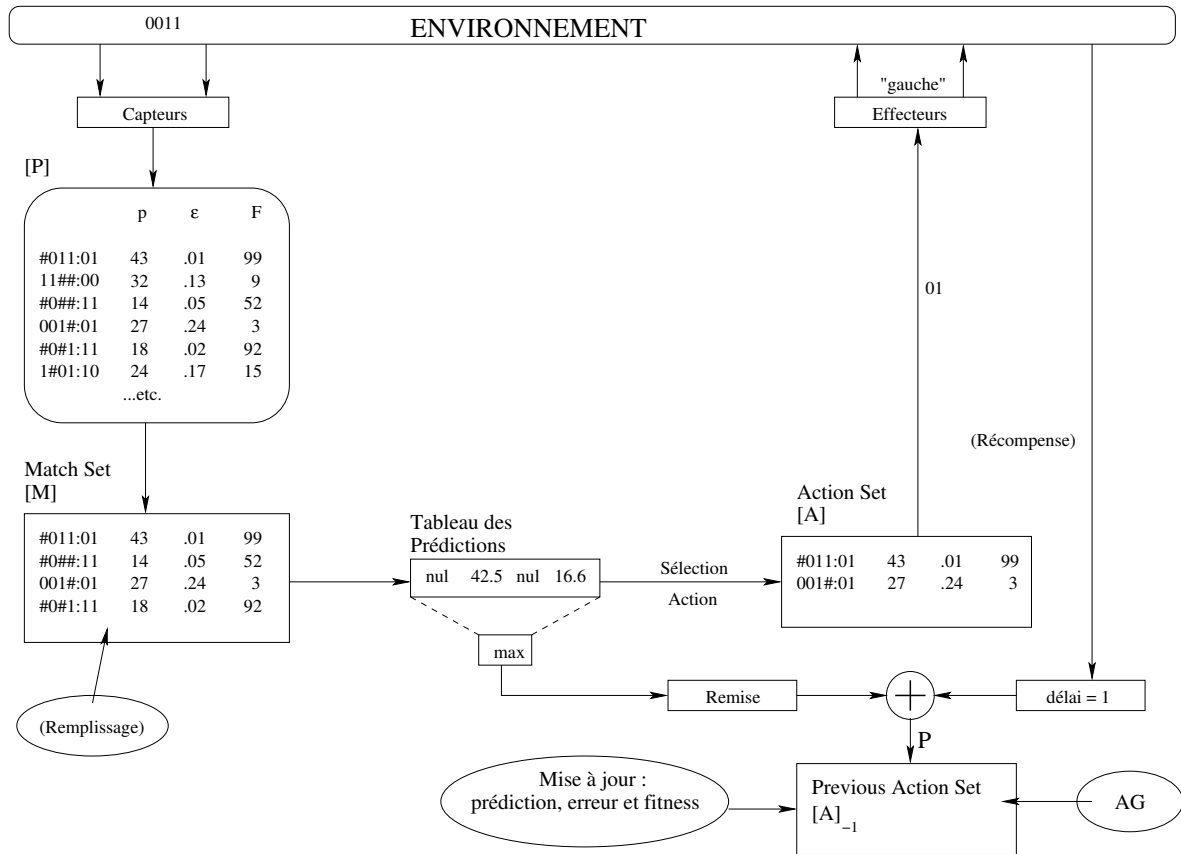 0011
ENVIRONNEMENT
"gauche"
Capteurs
Effecteurs
[P]
p ε F
#011:01 43 .01 99
11##:00 32 .13 9
#0##:11 14 .05 52
001#:01 27 .24 3
#0#1:11 18 .02 92
1#01:10 24 .17 15
...etc.
01
(Récompense)
Match Set
[M]
#011:01 43 .01 99
#0##:11 14 .05 52
001#:01 27 .24 3
#0#1:11 18 .02 92
(Remplissage)
Tableau des
Prédictions
nul 42.5 nul 16.6
max
Sélection
Action
Action Set
[A]
#011:01 43 .01 99
001#:01 27 .24 3
Remise
+
délai = 1
P
Mise à jour :
prédiction, erreur et fitness
Previous Action Set
[A]−1
AG